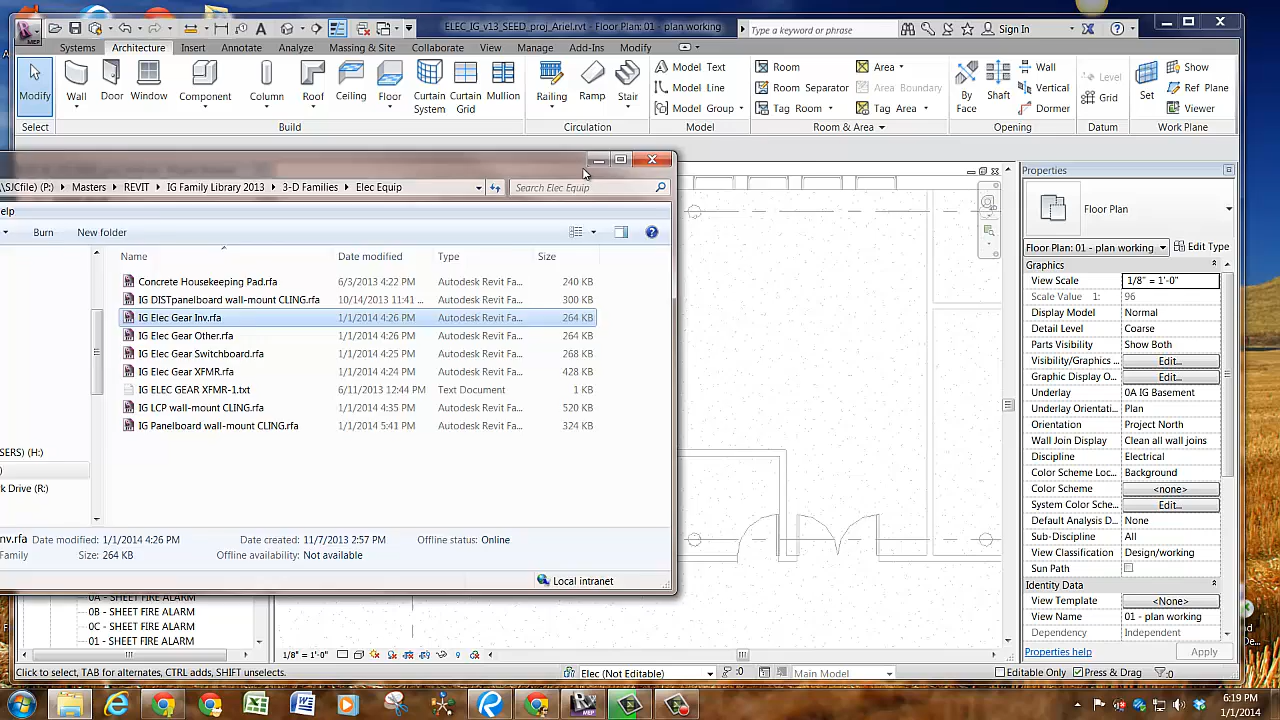 ELEC_IG_v13_SEED_proj_Ariel.rvt - Floor Plan: 01 - plan working
Type a keyword or phrase
Sign In
Systems Architecture Insert Annotate Analyze Massing & Site Collaborate View Manage Add-Ins Modify
Modify Wall Door Window Component Column Roof Ceiling Floor Curtain System Curtain Grid Mullion Railing Ramp Stair
Model Text
Model Line
Model Group
Room
Room Separator
Tag Room
Area
Area Boundary
Tag Area
By Face
Shaft
Wall
Vertical
Dormer
Level
Grid
Set
Show
Ref Plane
Viewer
Select Build Circulation Model Room & Area Opening Datum Work Plane
\SJCfile) (P:) Masters REVIT IG Family Library 2013 3-D Families Elec Equip
Search Elec Equip
elp
Burn New folder
Name Date modified Type Size
Concrete Housekeeping Pad.rfa 6/3/2013 4:22 PM Autodesk Revit Fa... 240 KB
IG DISTpanelboard wall-mount CLING.rfa 10/14/2013 11:41 ... Autodesk Revit Fa... 300 KB
IG Elec Gear Inv.rfa 1/1/2014 4:26 PM Autodesk Revit Fa... 264 KB
IG Elec Gear Other.rfa 1/1/2014 4:26 PM Autodesk Revit Fa... 264 KB
IG Elec Gear Switchboard.rfa 1/1/2014 4:25 PM Autodesk Revit Fa... 268 KB
IG Elec Gear XFMR.rfa 1/1/2014 4:24 PM Autodesk Revit Fa... 428 KB
IG ELEC GEAR XFMR-1.txt 6/11/2013 12:44 PM Text Document 1 KB
IG LCP wall-mount CLING.rfa 1/1/2014 4:35 PM Autodesk Revit Fa... 520 KB
IG Panelboard wall-mount CLING.rfa 1/1/2014 5:41 PM Autodesk Revit Fa... 324 KB
SERS) (H:)
)
rk Drive (R:)
nv.rfa Date modified: 1/1/2014 4:26 PM Date created: 11/7/2013 2:57 PM Offline status: Online
Family Size: 264 KB Offline availability: Not available
Local intranet
0A - SHEET FIRE ALARM
0B - SHEET FIRE ALARM
0C - SHEET FIRE ALARM
01 - SHEET FIRE ALARM
Properties
Floor Plan
Floor Plan: 01 - plan working Edit Type
Graphics
View Scale 1/8" = 1'-0"
Scale Value 1: 96
Display Model Normal
Detail Level Coarse
Parts Visibility Show Both
Visibility/Graphics Edit...
Graphic Display O... Edit...
Underlay 0A IG Basement
Underlay Orientation Plan
Orientation Project North
Wall Join Display Clean all wall joins
Discipline Electrical
Color Scheme Loc... Background
Color Scheme <none>
System Color Sche... Edit...
Default Analysis D... None
Sub-Discipline All
View Classification Design/working
Sun Path
Identity Data
View Template <None>
View Name 01 - plan working
Dependency Independent
Properties help Apply
1/8" = 1'-0"
Click to select, TAB for alternates, CTRL adds, SHIFT unselects.
Elec (Not Editable)
:0
Main Model
Editable Only
Press & Drag
:0
6:19 PM
1/1/2014